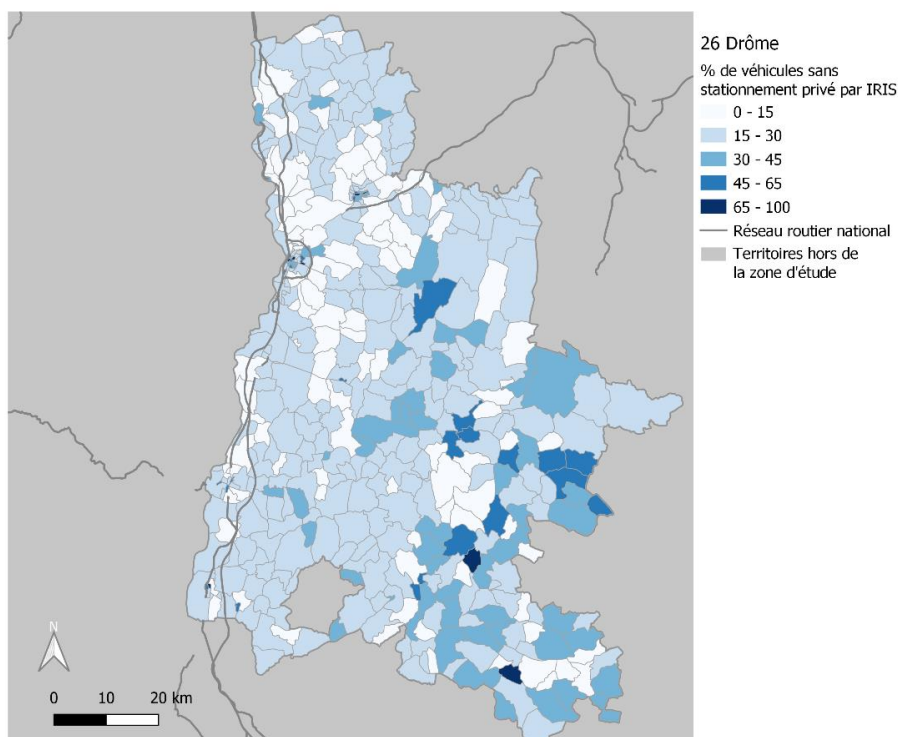 26 Drôme
% de véhicules sans
stationnement privé par IRIS
0 - 15
15 - 30
30 - 45
45 - 65
65 - 100
Réseau routier national
Territoires hors de
la zone d'étude
N
0 10 20 km